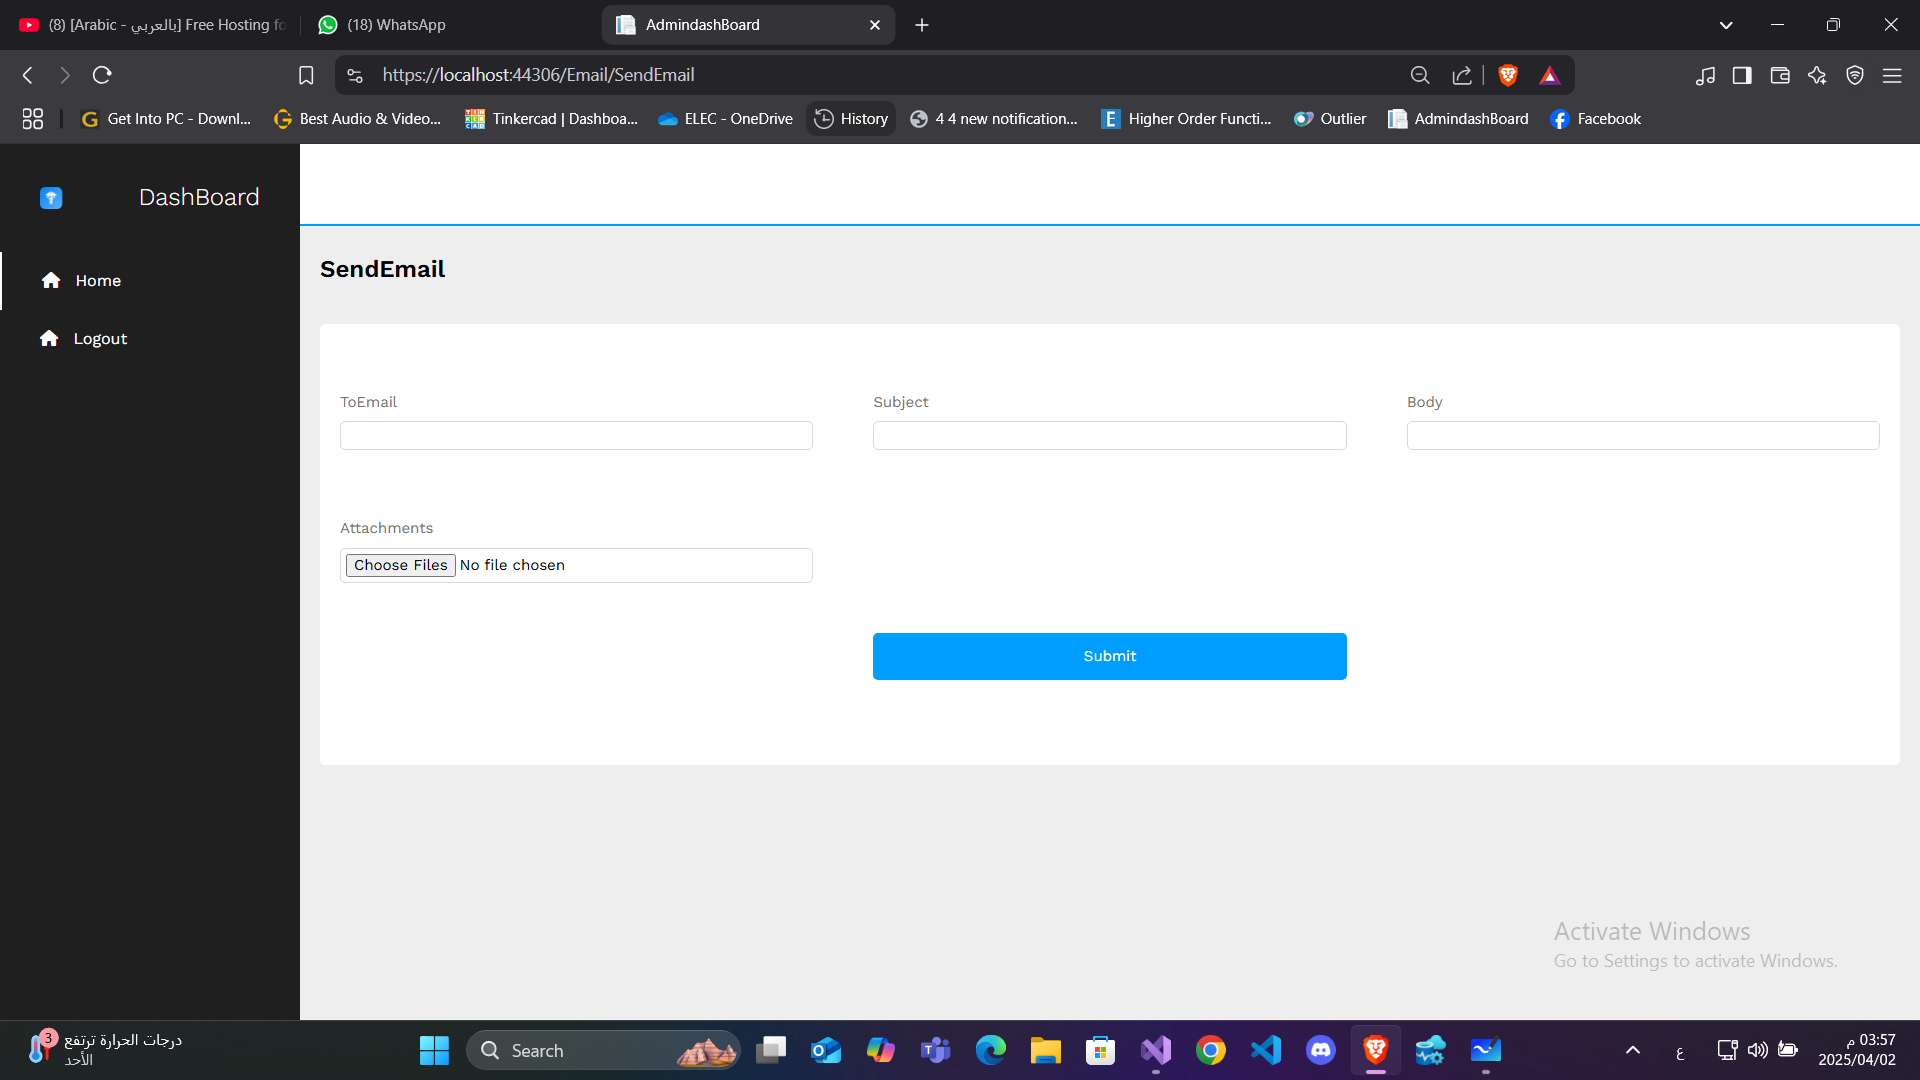 (8) [Arabic - بالعربي] Free Hosting fo
(18) WhatsApp
AdmindashBoard
https://localhost:44306/Email/SendEmail
Get Into PC - Downl...
Best Audio & Video...
Tinkercad | Dashboa...
ELEC - OneDrive
History
4 4 new notification...
Higher Order Functi...
Outlier
AdmindashBoard
Facebook
DashBoard
Home
Logout
SendEmail
ToEmail
Subject
Body
Attachments
Choose Files No file chosen
Submit
Activate Windows
Go to Settings to activate Windows.
3
درجات الحرارة ترتفع
الأحد
Search
ع
03:57 م
2025/04/02